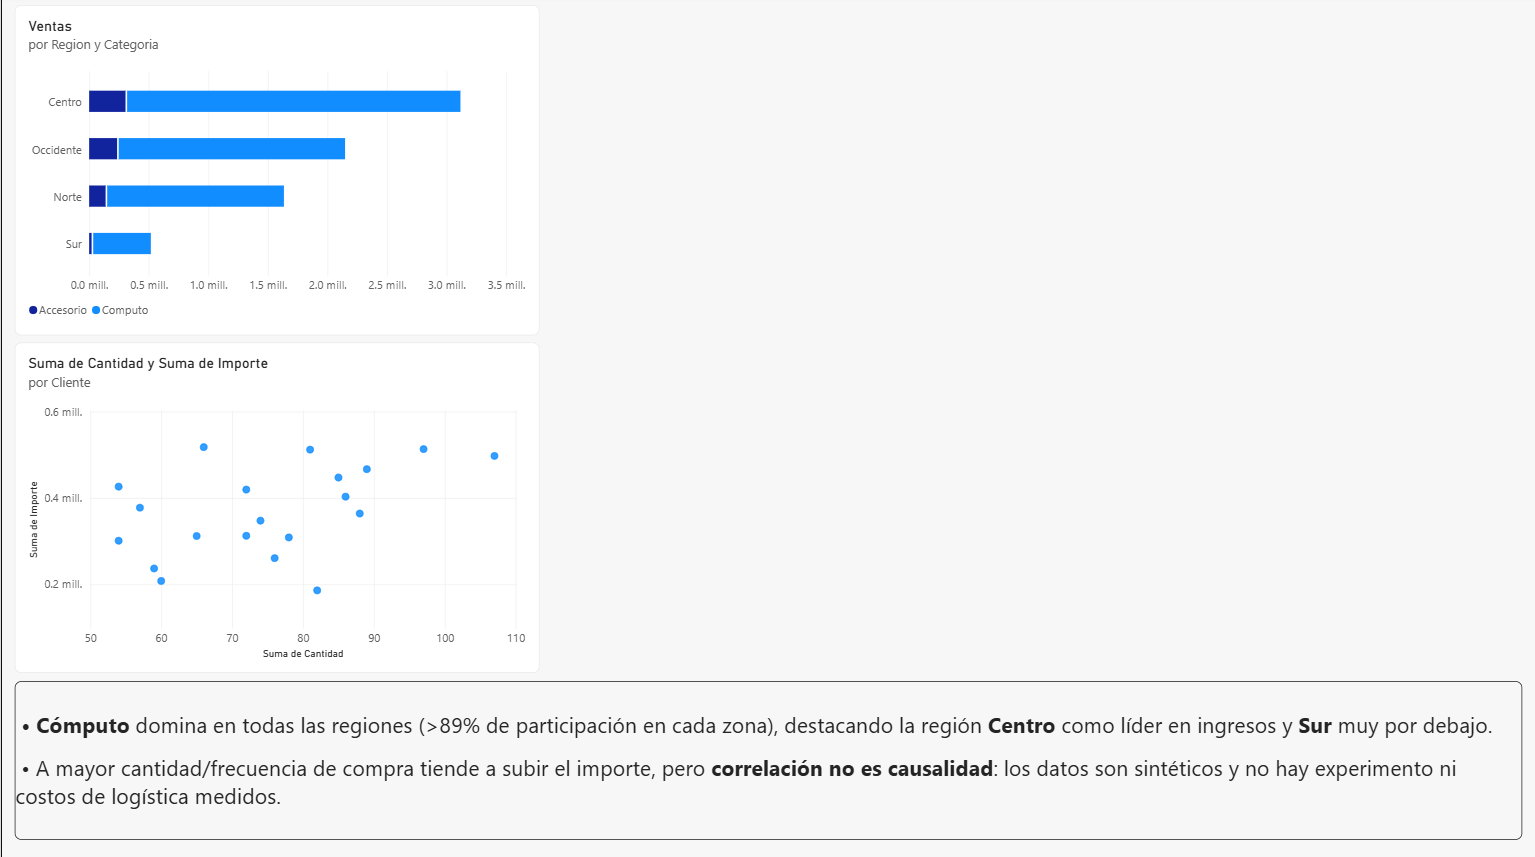 Ventas
por Region y Categoria
Centro
Occidente
Norte
Sur
0.0 mill. 0.5 mill. 1.0 mill. 1.5 mill. 2.0 mill. 2.5 mill. 3.0 mill. 3.5 mill.
Accesorio Computo
Suma de Cantidad y Suma de Importe
por Cliente
0.6 mill.
0.4 mill.
0.2 mill.
Suma de Importe
50 60 70 80 90 100 110
Suma de Cantidad
• Cómputo domina en todas las regiones (>89% de participación en cada zona), destacando la región Centro como líder en ingresos y Sur muy por debajo.
• A mayor cantidad/frecuencia de compra tiende a subir el importe, pero correlación no es causalidad: los datos son sintéticos y no hay experimento ni
costos de logística medidos.